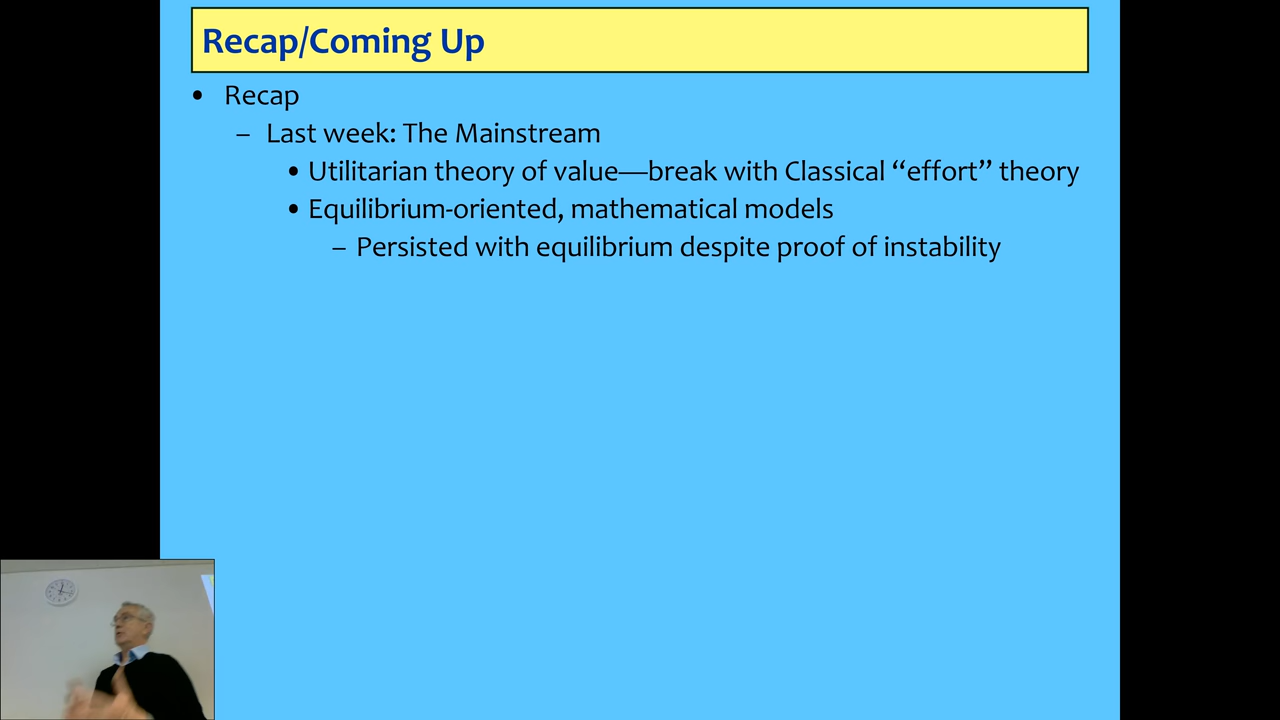 Recap/Coming Up
• Recap
– Last week: The Mainstream
• Utilitarian theory of value—break with Classical “effort” theory
• Equilibrium-oriented, mathematical models
– Persisted with equilibrium despite proof of instability